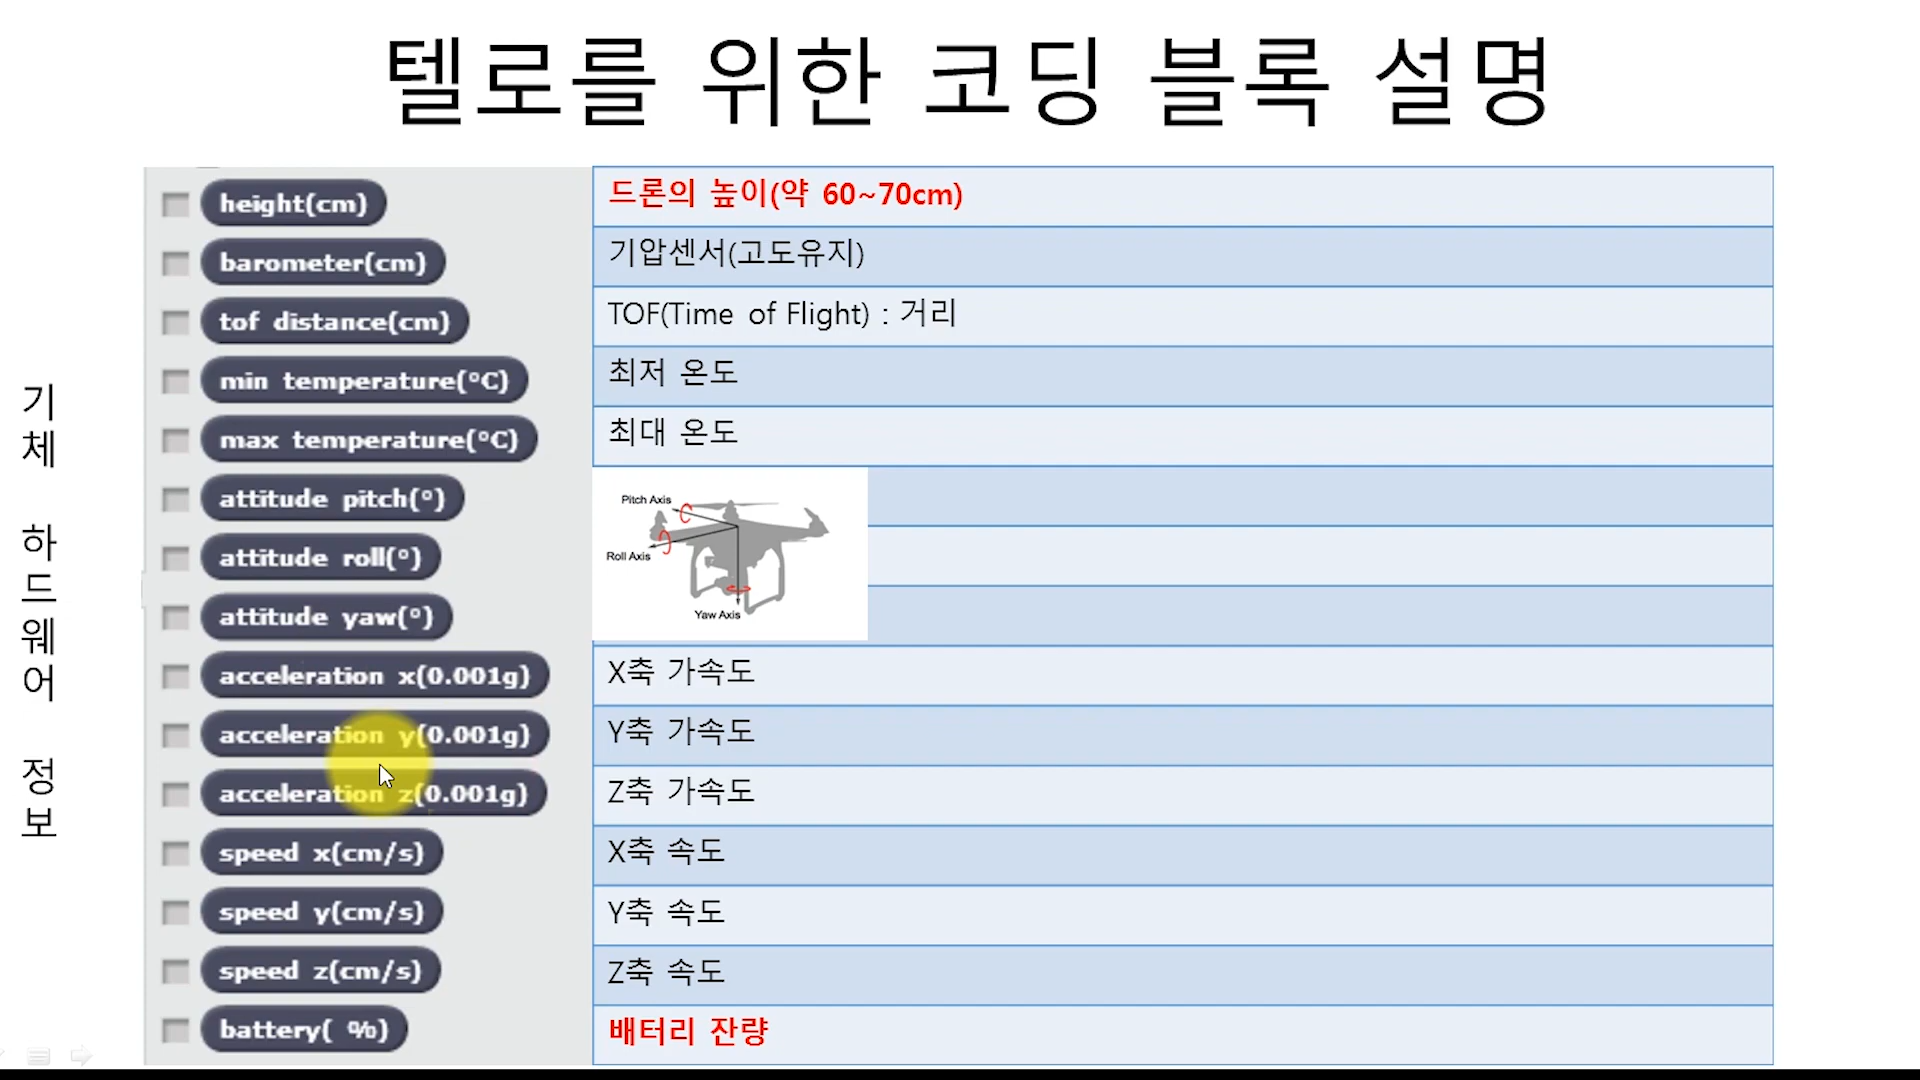 텔로를 위한 코딩 블록 설명
기체 하드웨어 정보
height(cm)
드론의 높이(약 60~70cm)
barometer(cm)
기압센서(고도유지)
tof distance(cm)
TOF(Time of Flight) : 거리
min temperature(°C)
최저 온도
max temperature(°C)
최대 온도
attitude pitch(°)
attitude roll(°)
attitude yaw(°)
Pitch Axis
Roll Axis
Yaw Axis
acceleration x(0.001g)
X축 가속도
acceleration y(0.001g)
Y축 가속도
acceleration z(0.001g)
Z축 가속도
speed x(cm/s)
X축 속도
speed y(cm/s)
Y축 속도
speed z(cm/s)
Z축 속도
battery( %)
배터리 잔량